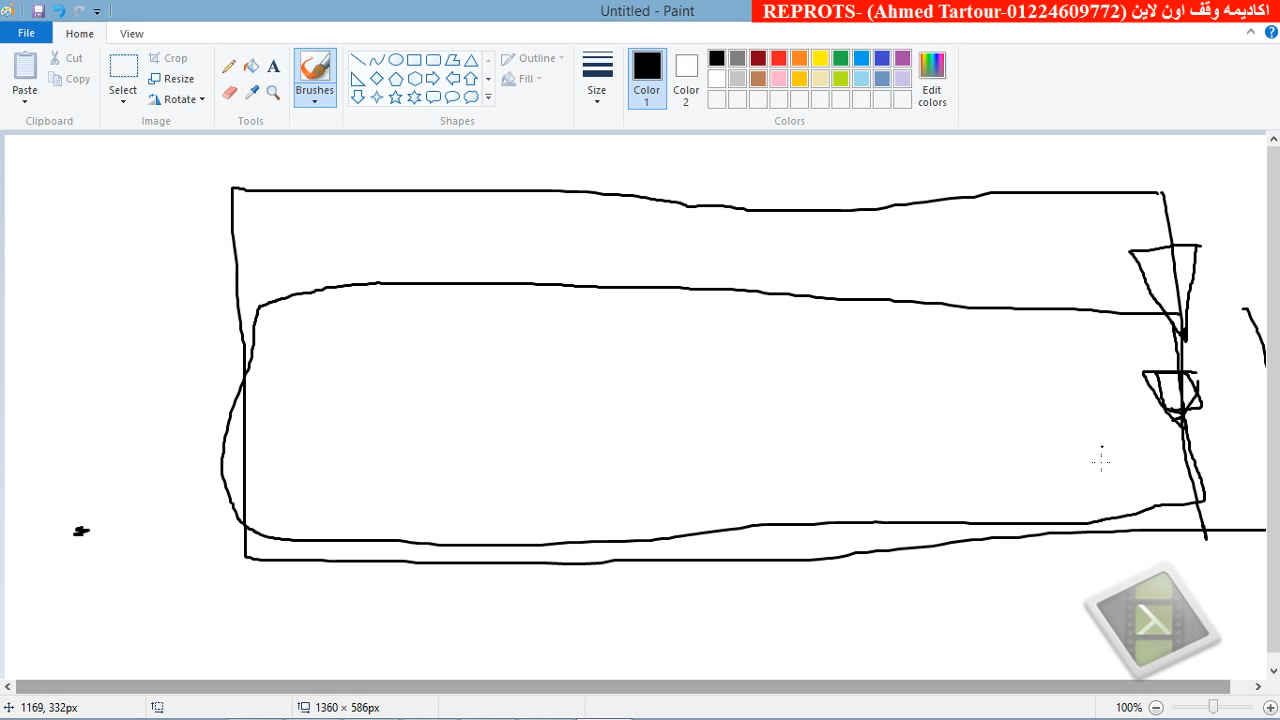 Untitled - Paint
REPROTS- (Ahmed Tartour-01224609772) اكاديمه وقف اون لاين
File Home View
Paste Cut Copy
Clipboard
Select Crop Resize Rotate
Image
Tools
Brushes
Outline Fill
Shapes
Size
Color 1
Color 2
Edit colors
Colors
1169, 332px
1360 × 586px
100%